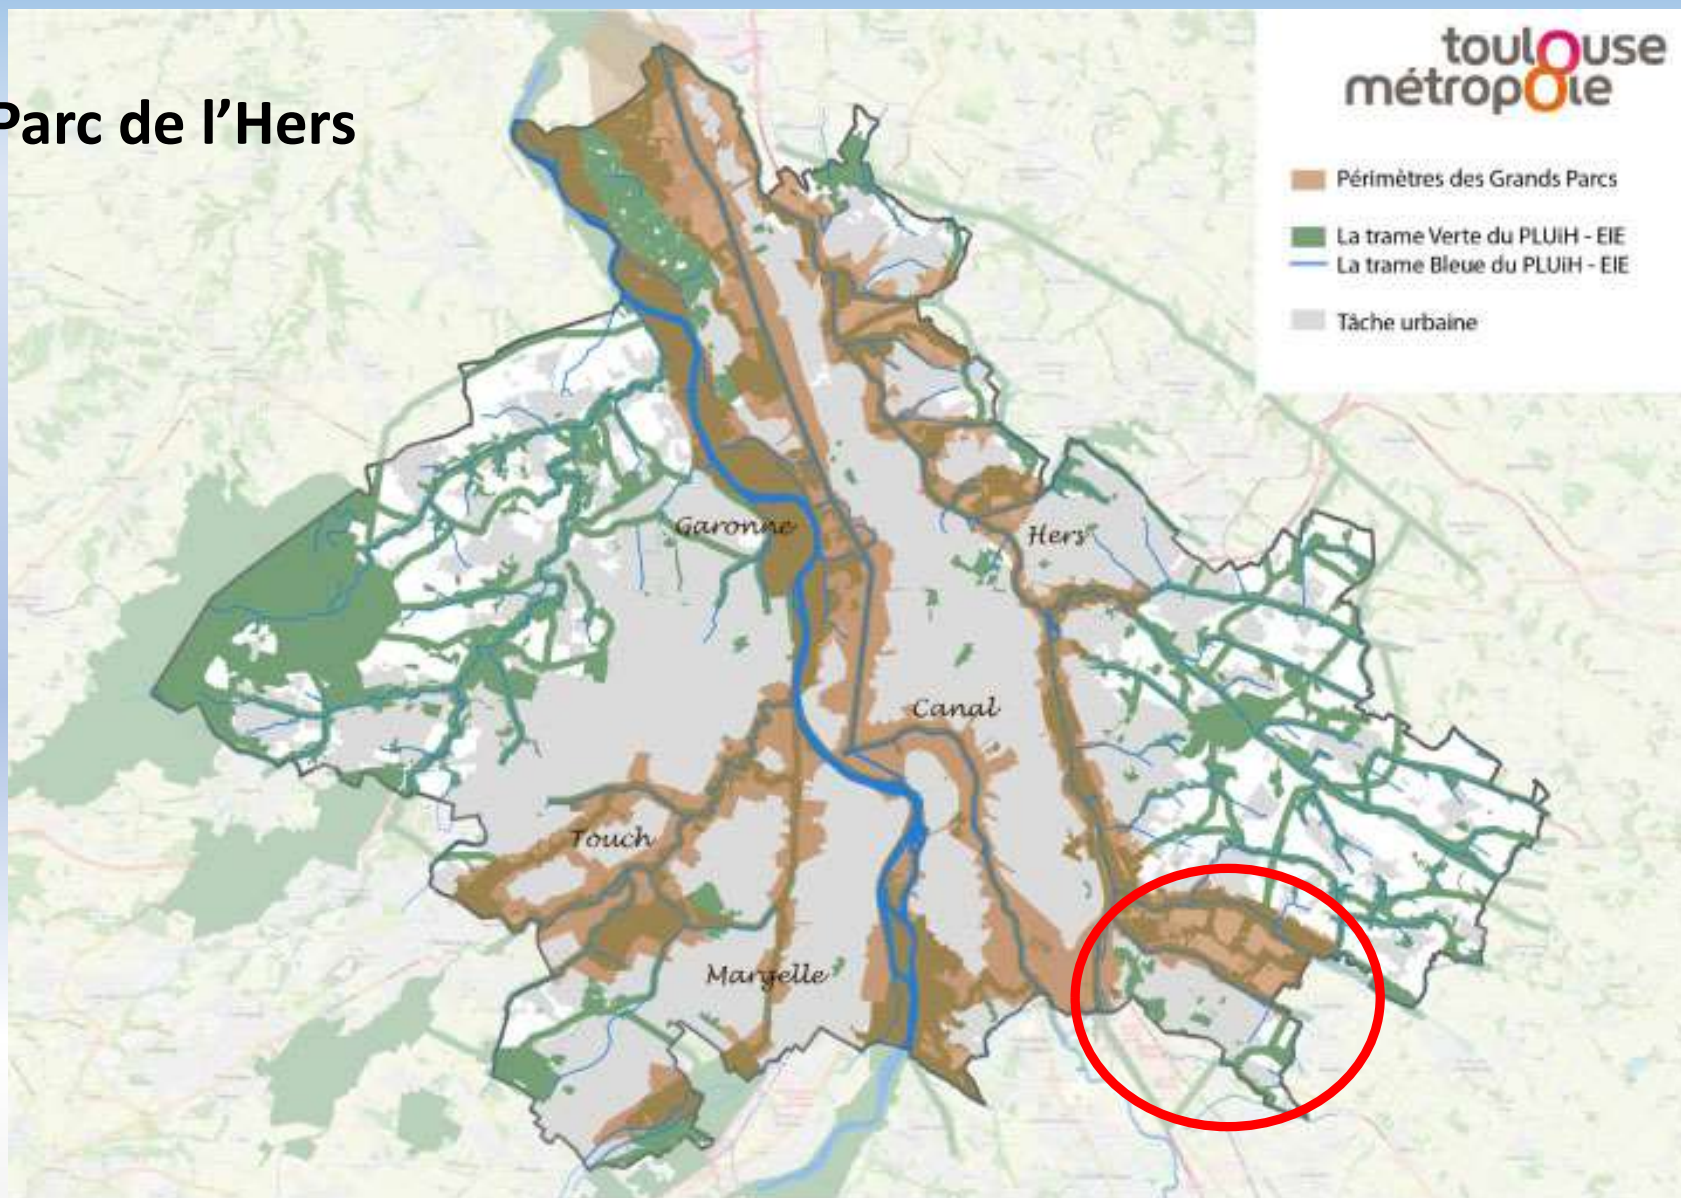 Parc de l’Hers
toulouse
métropole
Périmètres des Grands Parcs
La trame Verte du PLUiH - EIE
La trame Bleue du PLUiH - EIE
Tâche urbaine
Garonne
Hers
Canal
Touch
Margelle